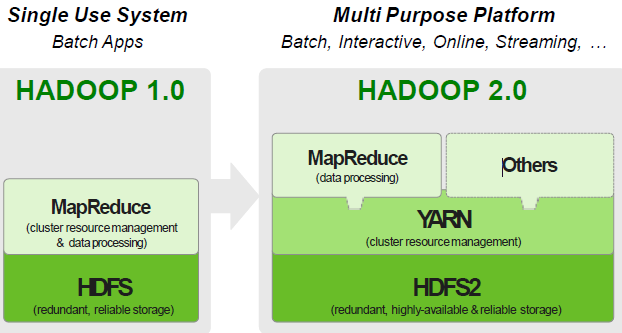 Single Use System
Batch Apps
HADOOP 1.0
MapReduce
(cluster resource management
& data processing)
HDFS
(redundant, reliable storage)
Multi Purpose Platform
Batch, Interactive, Online, Streaming, …
HADOOP 2.0
MapReduce
(data processing)
Others
YARN
(cluster resource management)
HDFS2
(redundant, highly-available & reliable storage)